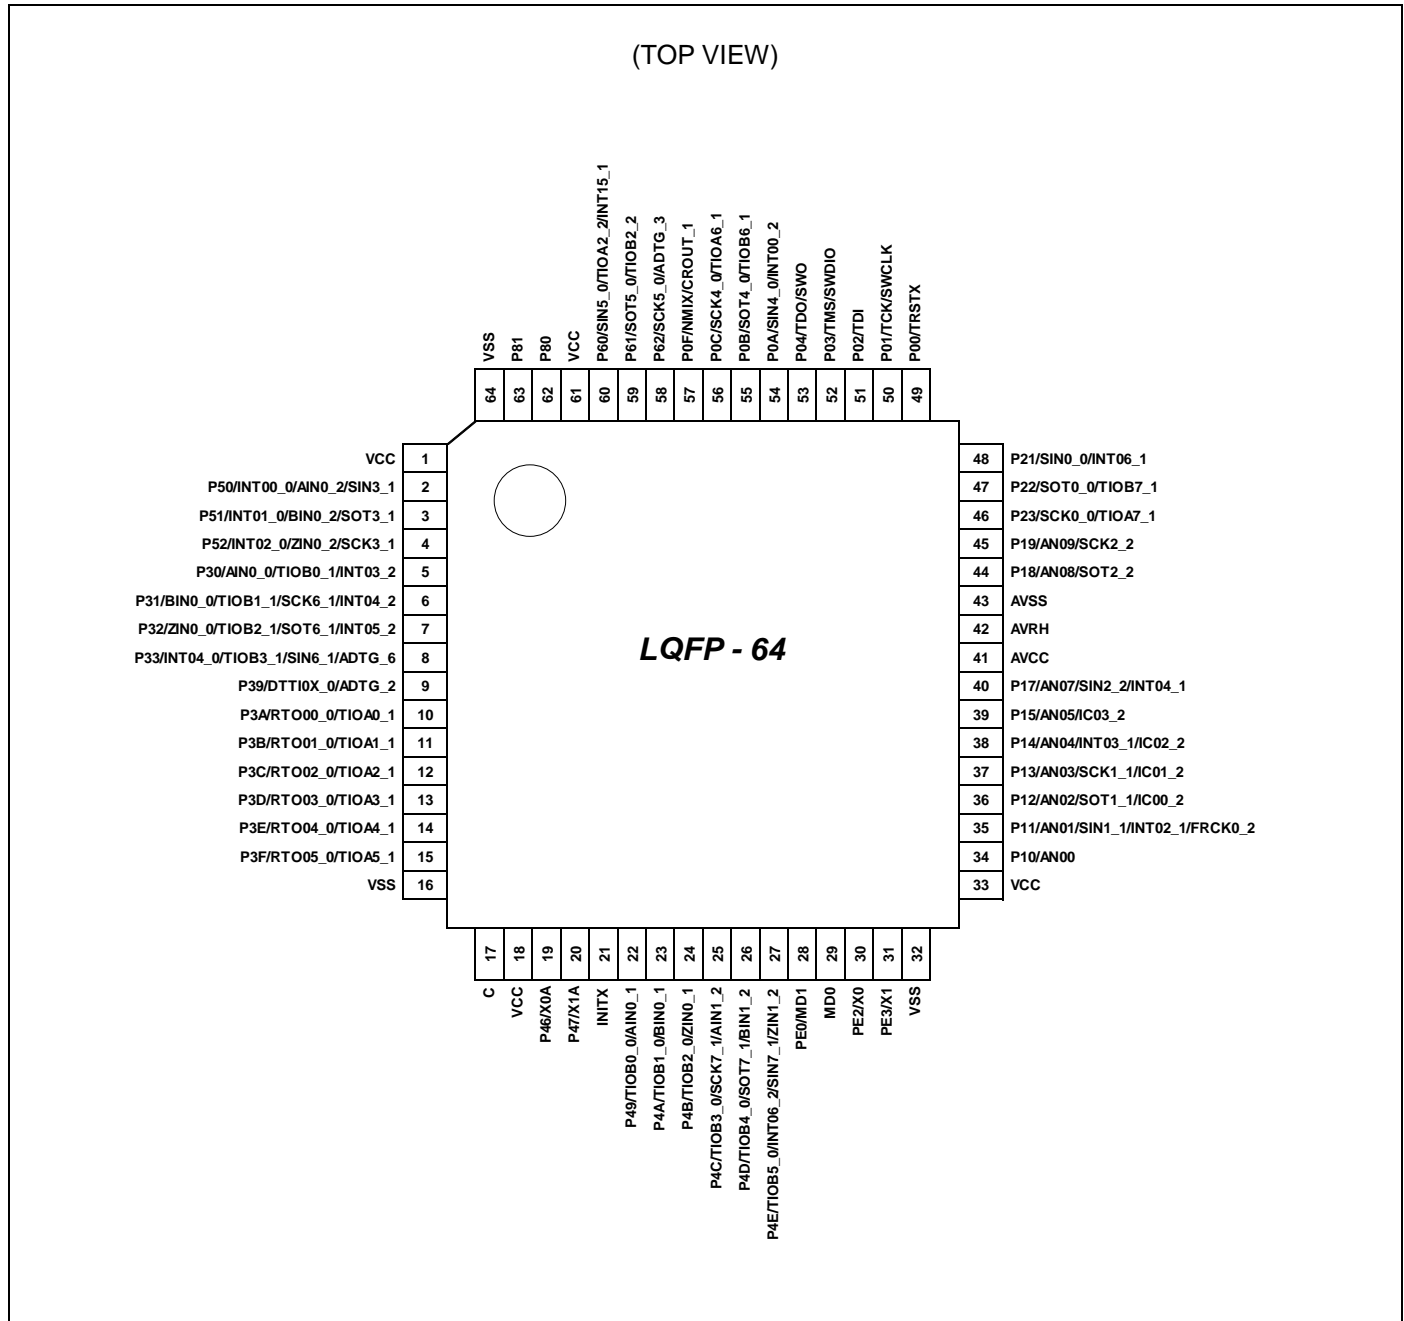 (TOP VIEW)
VSS
P81
P80
VCC
P60/SIN5_0/TIOA2_2/INT15_1
P61/SOT5_0/TIOB2_2
P62/SCK5_0/ADTG_3
P0F/NMIX/CROUT_1
P0C/SCK4_0/TIOA6_1
P0B/SOT4_0/TIOB6_1
P0A/SIN4_0/INT00_2
P04/TDO/SWO
P03/TMS/SWDIO
P02/TDI
P01/TCK/SWCLK
P00/TRSTX
64
63
62
61
60
59
58
57
56
55
54
53
52
51
50
49
VCC 1
P50/INT00_0/AIN0_2/SIN3_1 2
P51/INT01_0/BIN0_2/SOT3_1 3
P52/INT02_0/ZIN0_2/SCK3_1 4
P30/AIN0_0/TIOB0_1/INT03_2 5
P31/BIN0_0/TIOB1_1/SCK6_1/INT04_2 6
P32/ZIN0_0/TIOB2_1/SOT6_1/INT05_2 7
P33/INT04_0/TIOB3_1/SIN6_1/ADTG_6 8
P39/DTTI0X_0/ADTG_2 9
P3A/RTO00_0/TIOA0_1 10
P3B/RTO01_0/TIOA1_1 11
P3C/RTO02_0/TIOA2_1 12
P3D/RTO03_0/TIOA3_1 13
P3E/RTO04_0/TIOA4_1 14
P3F/RTO05_0/TIOA5_1 15
VSS 16
LQFP - 64
48 P21/SIN0_0/INT06_1
47 P22/SOT0_0/TIOB7_1
46 P23/SCK0_0/TIOA7_1
45 P19/AN09/SCK2_2
44 P18/AN08/SOT2_2
43 AVSS
42 AVRH
41 AVCC
40 P17/AN07/SIN2_2/INT04_1
39 P15/AN05/IC03_2
38 P14/AN04/INT03_1/IC02_2
37 P13/AN03/SCK1_1/IC01_2
36 P12/AN02/SOT1_1/IC00_2
35 P11/AN01/SIN1_1/INT02_1/FRCK0_2
34 P10/AN00
33 VCC
17
18
19
20
21
22
23
24
25
26
27
28
29
30
31
32
C
VCC
P46/X0A
P47/X1A
INITX
P49/TIOB0_0/AIN0_1
P4A/TIOB1_0/BIN0_1
P4B/TIOB2_0/ZIN0_1
P4C/TIOB3_0/SCK7_1/AIN1_2
P4D/TIOB4_0/SOT7_1/BIN1_2
P4E/TIOB5_0/INT06_2/SIN7_1/ZIN1_2
PE0/MD1
MD0
PE2/X0
PE3/X1
VSS